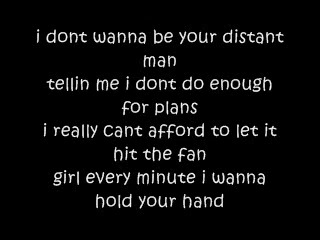 i dont wanna be your distant
man
tellin me i dont do enough
for plans
i really cant afford to let it
hit the fan
girl every minute i wanna
hold your hand